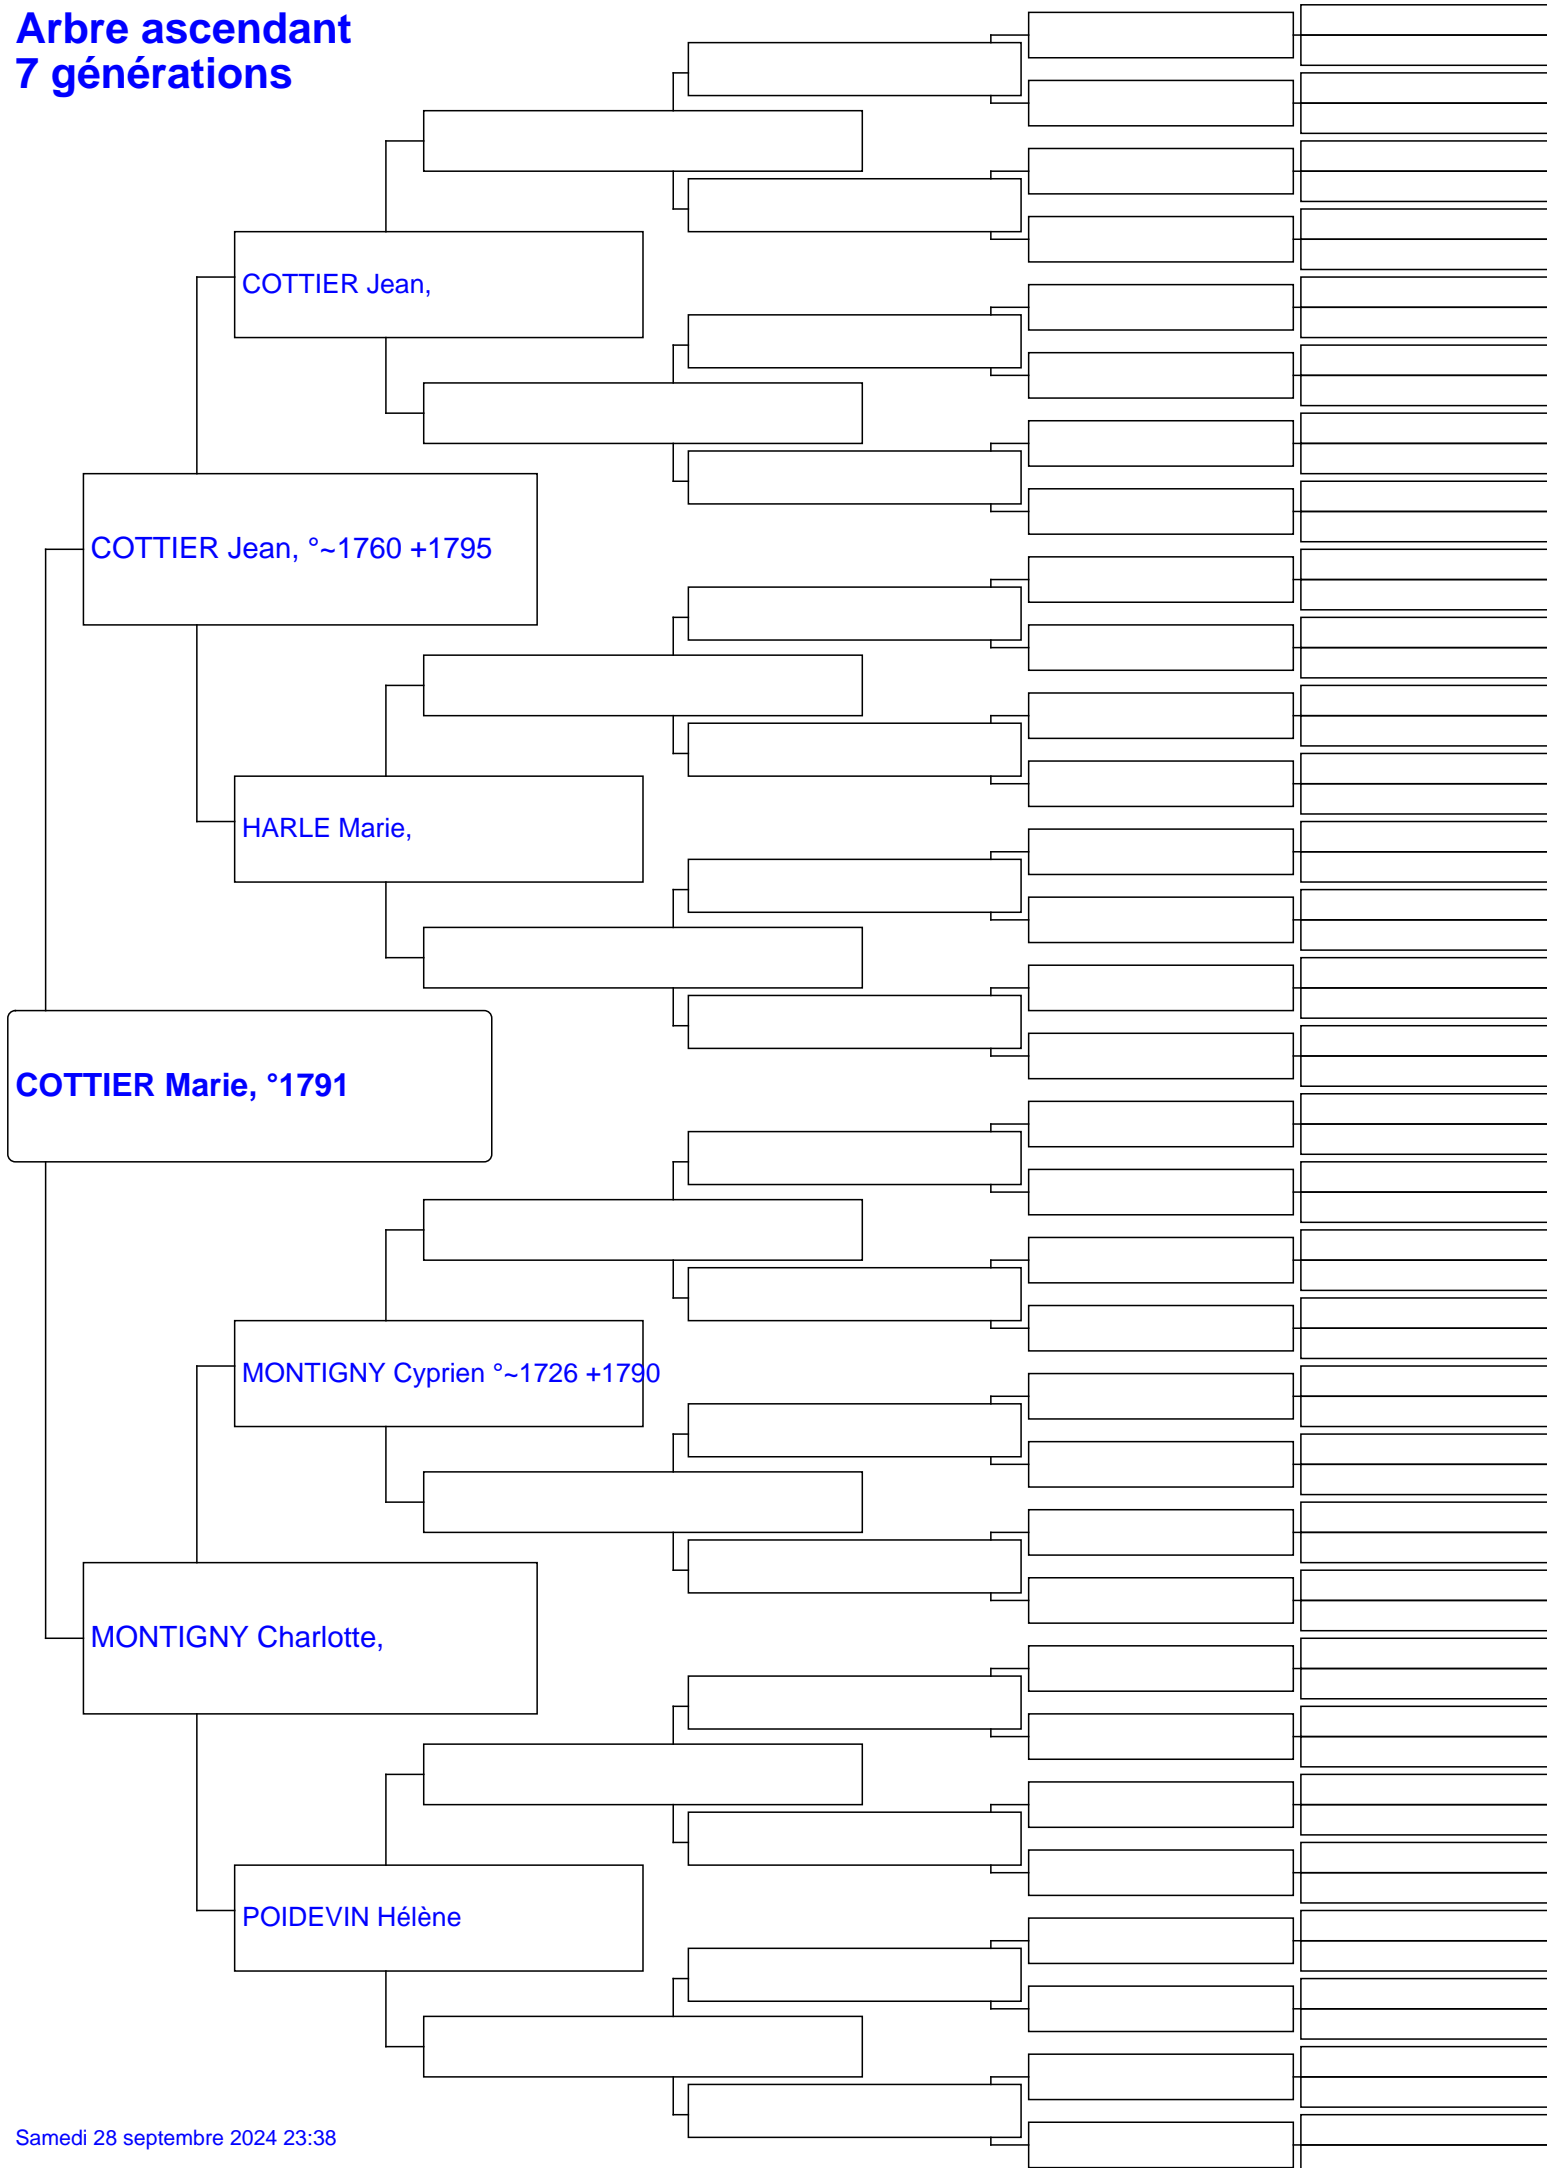 Arbre ascendant
7 générations
COTTIER Jean,
COTTIER Jean, °~1760 +1795
HARLE Marie,
COTTIER Marie, °1791
MONTIGNY Cyprien °~1726 +1790
MONTIGNY Charlotte,
POIDEVIN Hélène
Samedi 28 septembre 2024 23:38